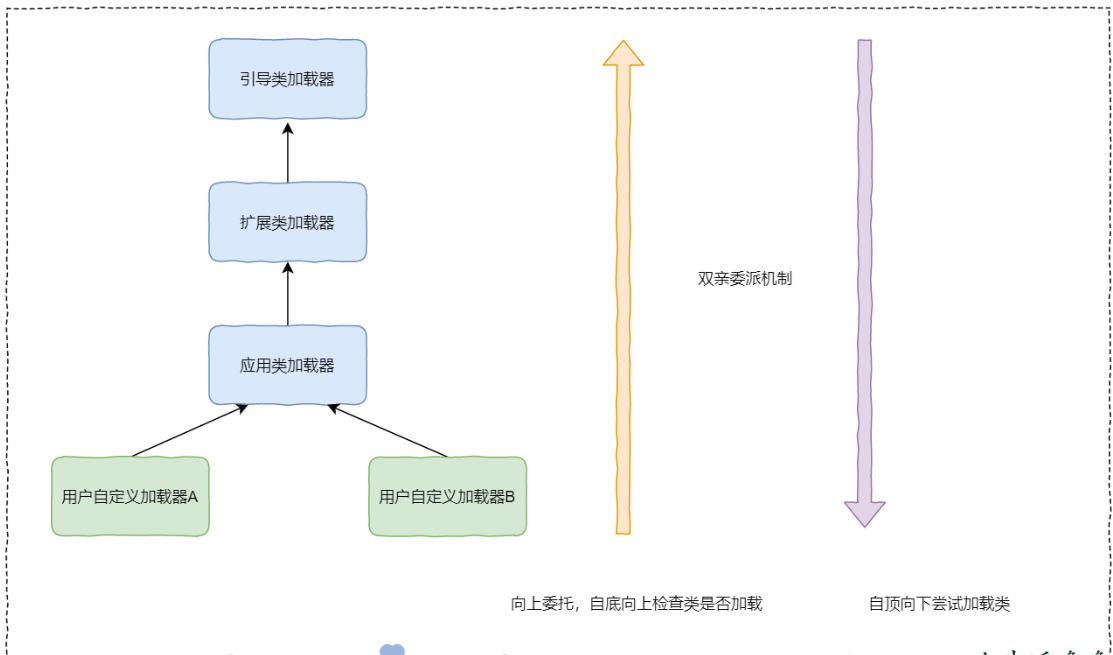 引导类加载器
扩展类加载器
双亲委派机制
应用类加载器
用户自定义加载器A
用户自定义加载器B
向上委托，自底向上检查类是否加载
自顶向下尝试加载类